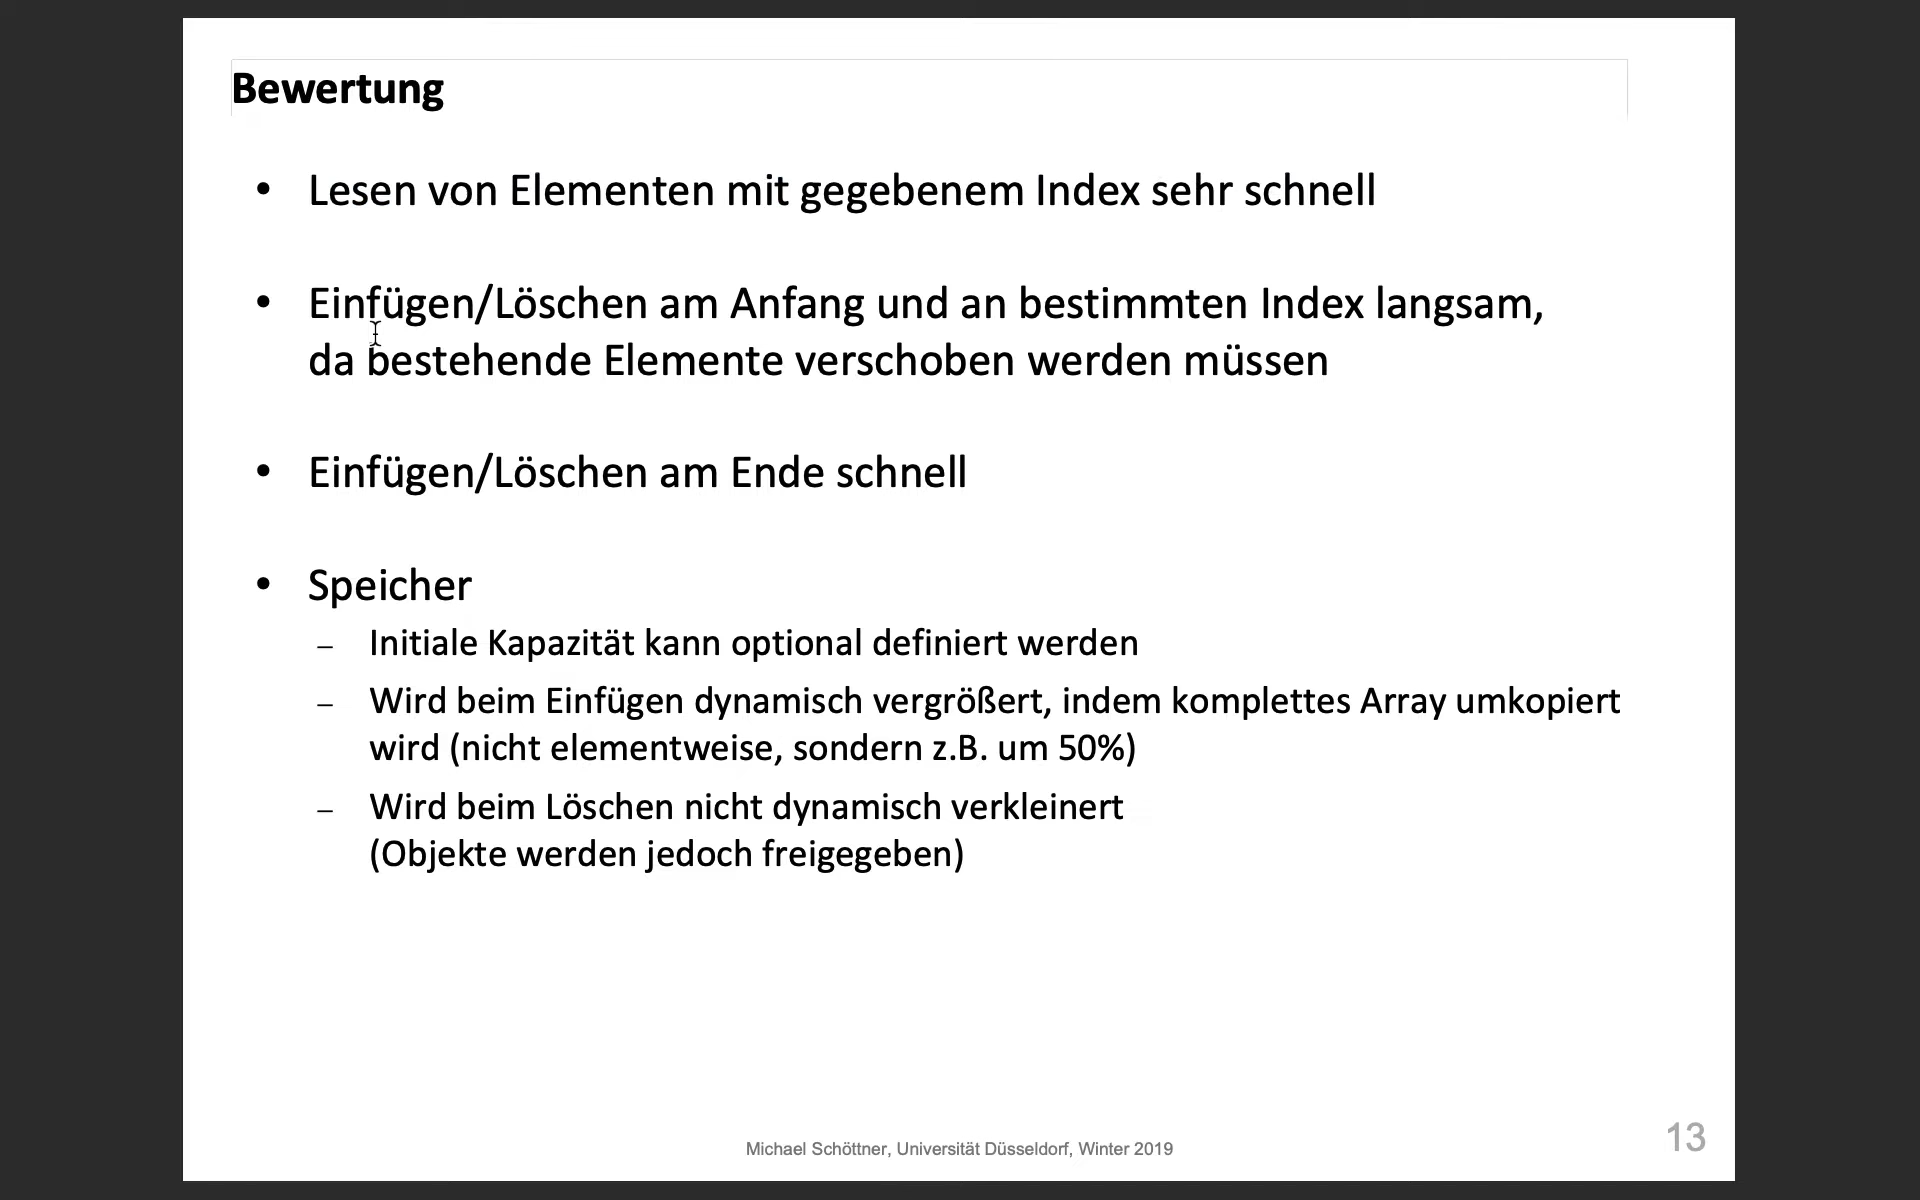 Bewertung
• Lesen von Elementen mit gegebenem Index sehr schnell
• Einfügen/Löschen am Anfang und an bestimmten Index langsam,
da bestehende Elemente verschoben werden müssen
• Einfügen/Löschen am Ende schnell
• Speicher
– Initiale Kapazität kann optional definiert werden
– Wird beim Einfügen dynamisch vergrößert, indem komplettes Array umkopiert
wird (nicht elementweise, sondern z.B. um 50%)
– Wird beim Löschen nicht dynamisch verkleinert
(Objekte werden jedoch freigegeben)
Michael Schöttner, Universität Düsseldorf, Winter 2019
13